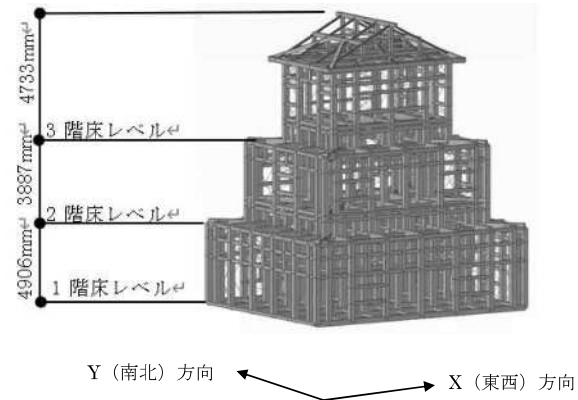 4733mm↵
3 階床レベル↵
3887mm↵
2 階床レベル↵
4906mm↵
1 階床レベル↵
Y（南北）方向
X（東西）方向